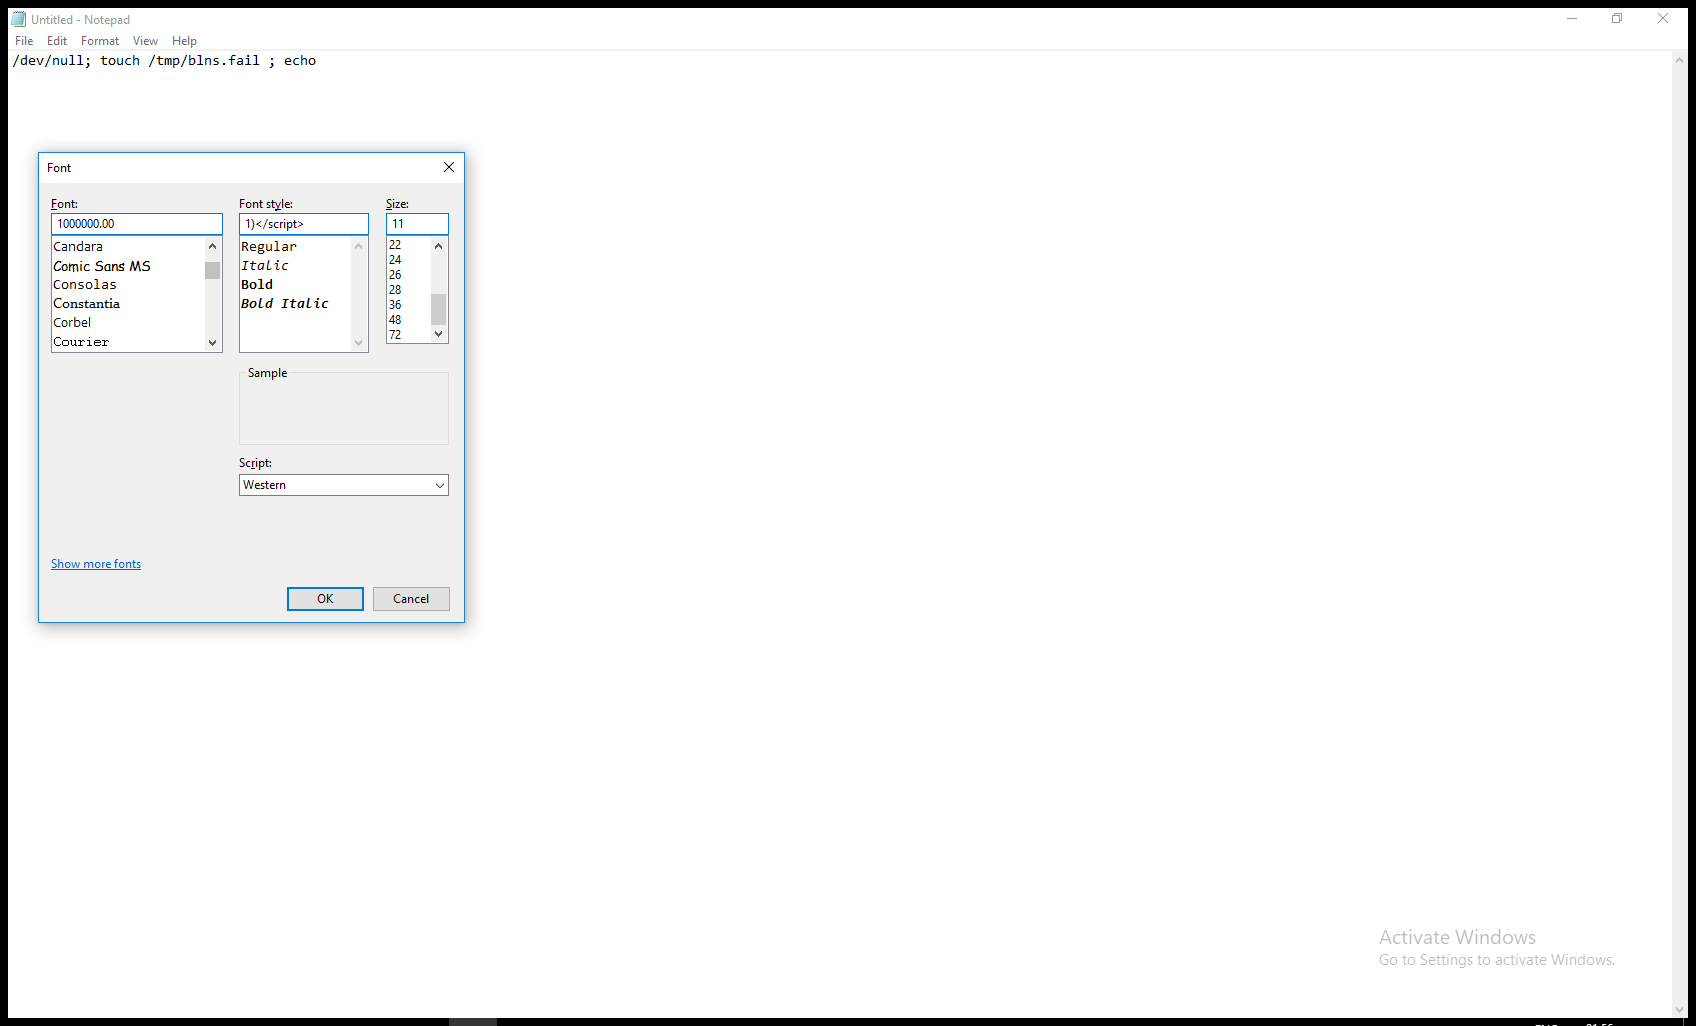 Untitled - Notepad
File Edit Format View Help
/dev/null; touch /tmp/blns.fail ; echo
Font
Font: Font style: Size:
1000000.00 1)</script> 11
Candara
Comic Sans MS
Consolas
Constantia
Corbel
Courier
Regular
Italic
Bold
Bold Italic
22
24
26
28
36
48
72
Sample
Script:
Western
Show more fonts
OK Cancel
Activate Windows
Go to Settings to activate Windows.